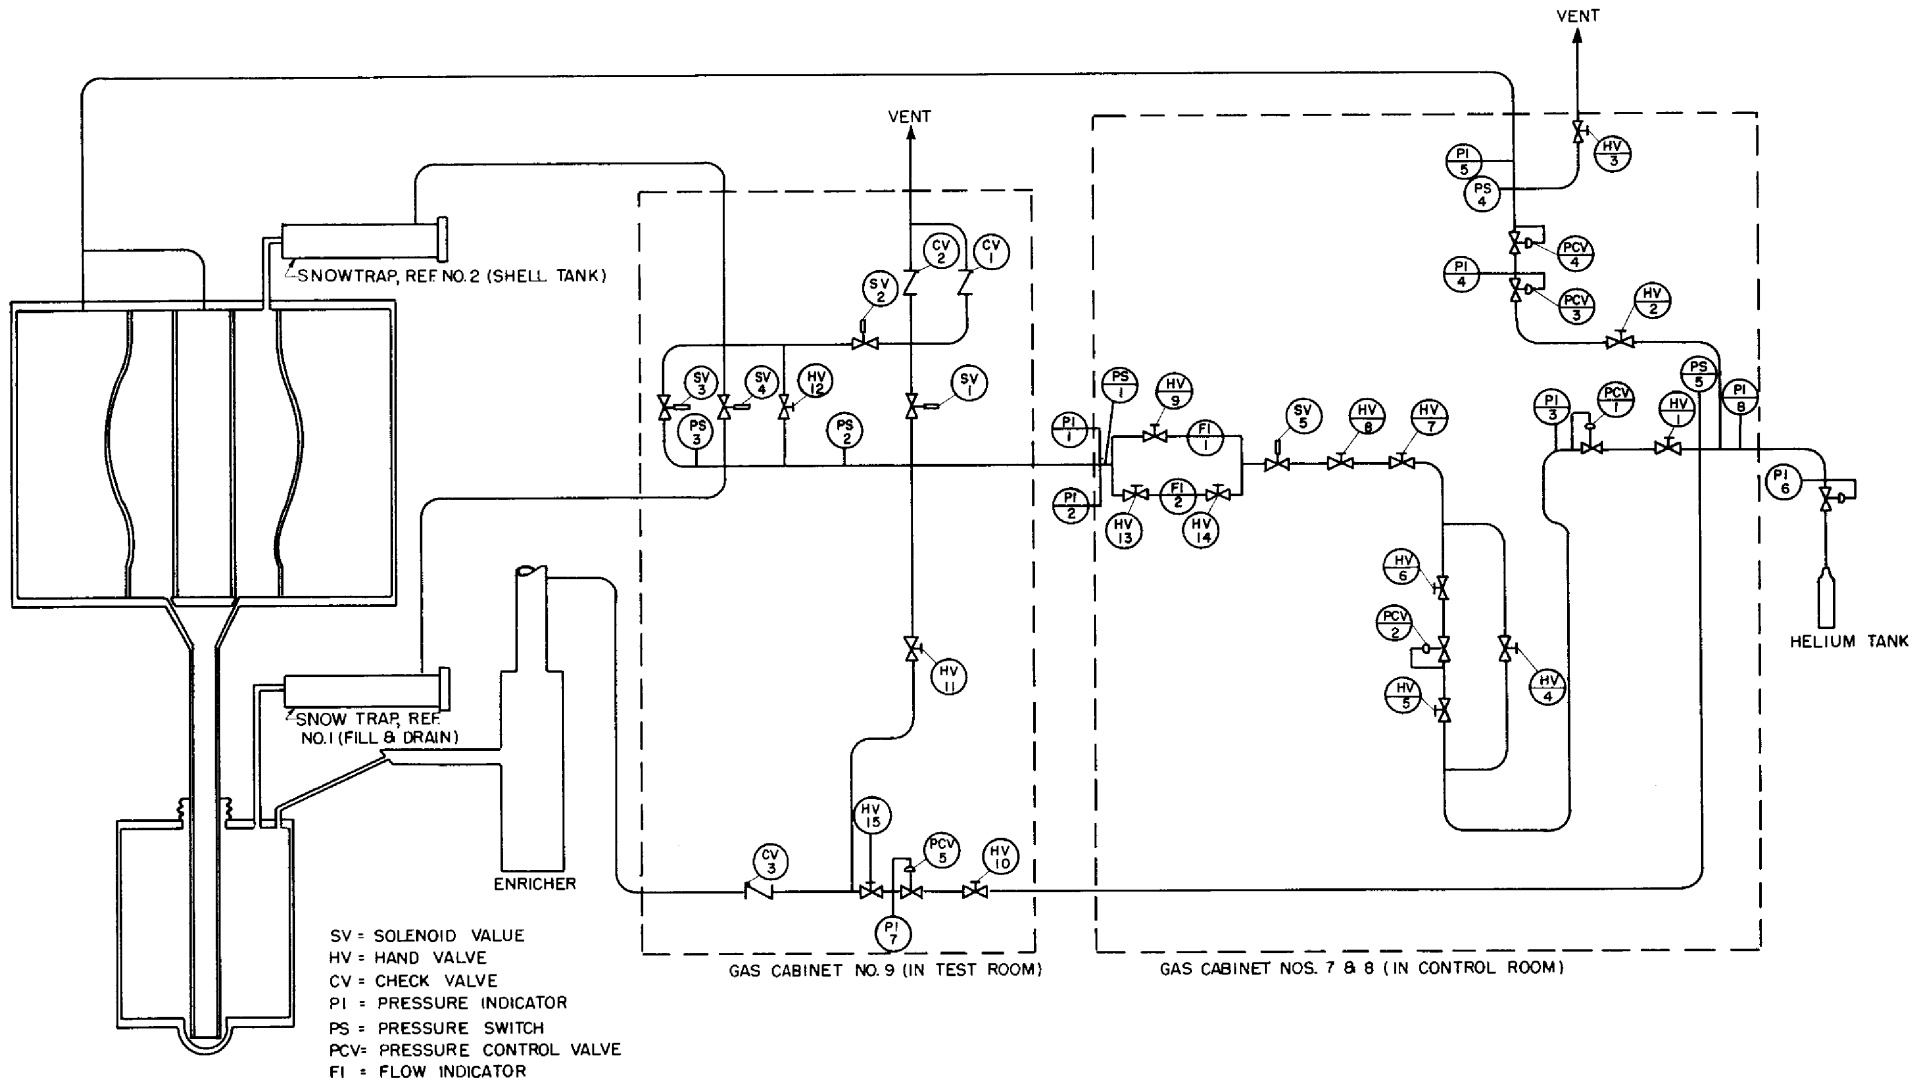 VENT
VENT
HV
3
PI
5
PS
4
CV
2
CV
1
PCV
4
SNOWTRAP, REF. NO. 2 (SHELL TANK)
SV
2
PI
4
PCV
3
HV
2
SV
3
SV
4
HV
12
SV
1
PS
1
HV
9
PS
5
PI
3
PCV
1
HV
1
PI
8
PS
3
PS
2
PI
1
FI
1
SV
5
HV
8
HV
7
PI
6
PI
2
FI
2
HV
13
HV
14
HV
6
PCV
2
HELIUM TANK
HV
11
HV
5
HV
4
SNOW TRAP, REF.
NO. 1 (FILL & DRAIN)
HV
15
PCV
5
HV
10
CV
3
ENRICHER
PI
7
SV = SOLENOID VALUE
HV = HAND VALVE
CV = CHECK VALVE
PI = PRESSURE INDICATOR
PS = PRESSURE SWITCH
PCV= PRESSURE CONTROL VALVE
FI = FLOW INDICATOR
GAS CABINET NO. 9 (IN TEST ROOM)
GAS CABINET NOS. 7 & 8 (IN CONTROL ROOM)